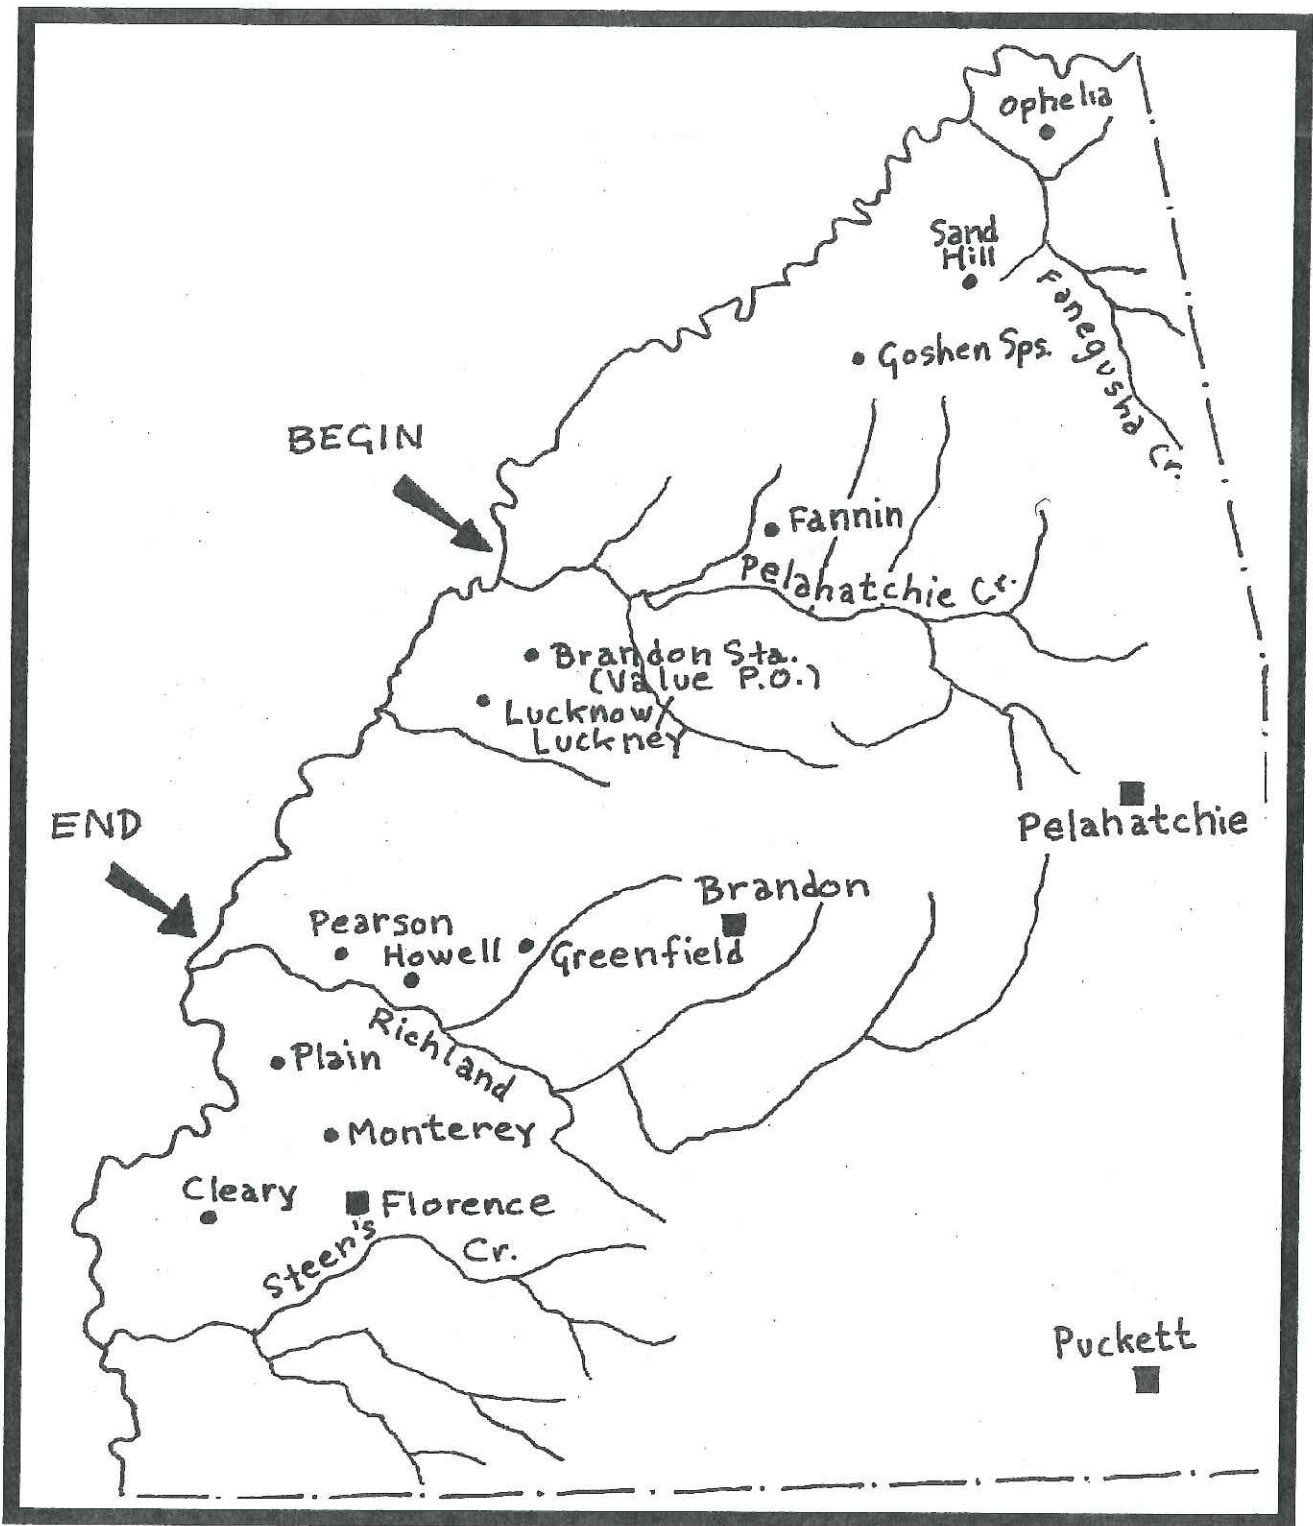 Ophelia
Sand
Hill
Fanegusha Cr.
Goshen Sps.
BEGIN
Fannin
Pelahatchie Cr.
Brandon Sta.
(Value P.O.)
Lucknow/
Luckney
END
Pelahatchie
Brandon
Pearson
Howell
Greenfield
Richland
Plain
Monterey
Cleary
Florence
Steen's Cr.
Puckett